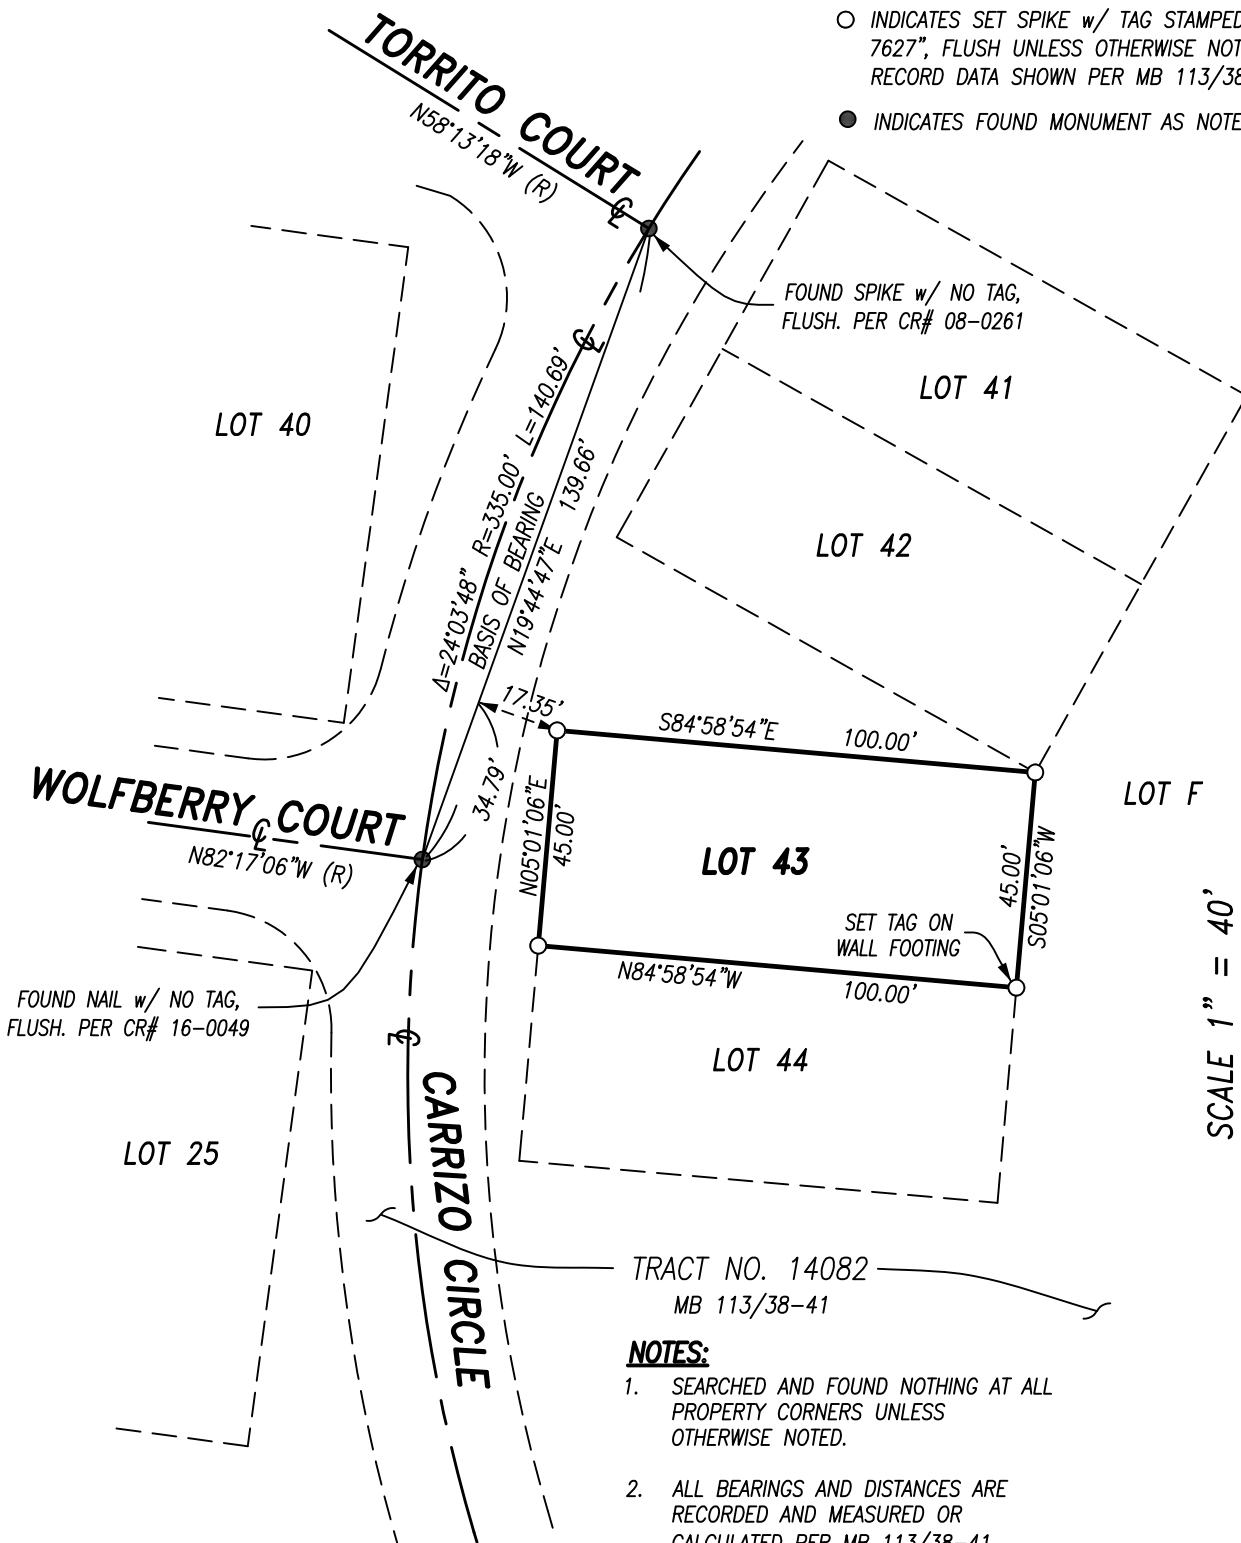 INDICATES SET SPIKE w/ TAG STAMPED
7627", FLUSH UNLESS OTHERWISE NOT
RECORD DATA SHOWN PER MB 113/38
INDICATES FOUND MONUMENT AS NOTE
TORRITO COURT
N58°13'18"W (R)
℄
FOUND SPIKE w/ NO TAG,
FLUSH. PER CR# 08-0261
℄
LOT 41
LOT 40
LOT 42
Δ=24°03'48" R=335.00' L=140.69'
BASIS OF BEARING
N19°44'47"E 139.66'
17.35'
34.79'
S84°58'54"E 100.00'
LOT F
WOLFBERRY COURT
℄
N82°17'06"W (R)
N05°01'06"E
45.00'
LOT 43
45.00'
S05°01'06"W
SET TAG ON
WALL FOOTING
N84°58'54"W 100.00'
SCALE 1" = 40'
FOUND NAIL w/ NO TAG,
FLUSH. PER CR# 16-0049
℄
LOT 44
LOT 25
CARRIZO CIRCLE
TRACT NO. 14082
MB 113/38-41
NOTES:
1. SEARCHED AND FOUND NOTHING AT ALL
PROPERTY CORNERS UNLESS
OTHERWISE NOTED.
2. ALL BEARINGS AND DISTANCES ARE
RECORDED AND MEASURED OR
CALCULATED PER MB 113/38-41